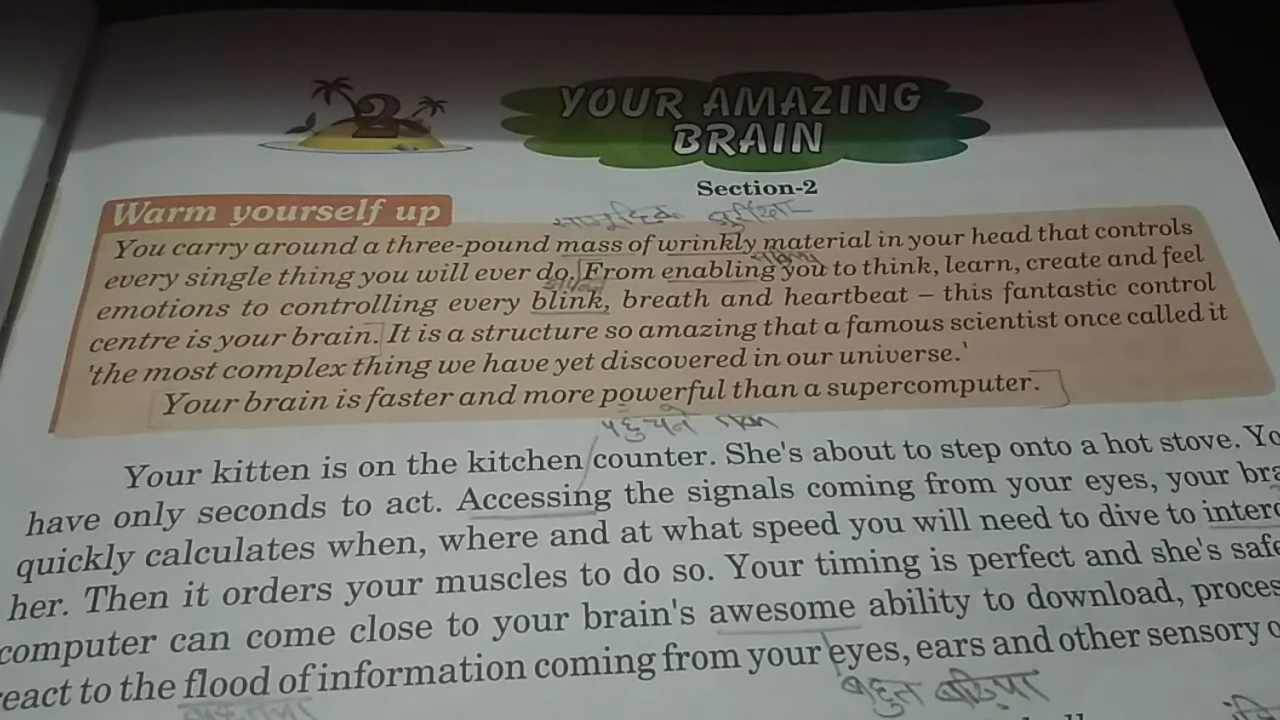 2
YOUR AMAZING
BRAIN
Section-2
Warm yourself up
You carry around a three-pound mass of wrinkly material in your head that controls
every single thing you will ever do. From enabling you to think, learn, create and feel
emotions to controlling every blink, breath and heartbeat – this fantastic control
centre is your brain. It is a structure so amazing that a famous scientist once called it
'the most complex thing we have yet discovered in our universe.'
Your brain is faster and more powerful than a supercomputer.
पहुँचने
Your kitten is on the kitchen counter. She's about to step onto a hot stove. Yo
have only seconds to act. Accessing the signals coming from your eyes, your bra
quickly calculates when, where and at what speed you will need to dive to interc
her. Then it orders your muscles to do so. Your timing is perfect and she's safe
computer can come close to your brain's awesome ability to download, proces
eact to the flood of information coming from your eyes, ears and other sensory o
बहुत बढ़िया